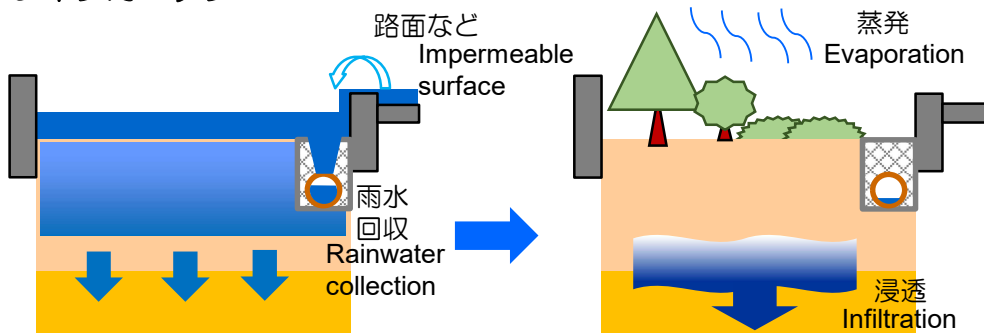 路面など
Impermeable
surface
雨水
回収
Rainwater
collection
蒸発
Evaporation
浸透
Infiltration